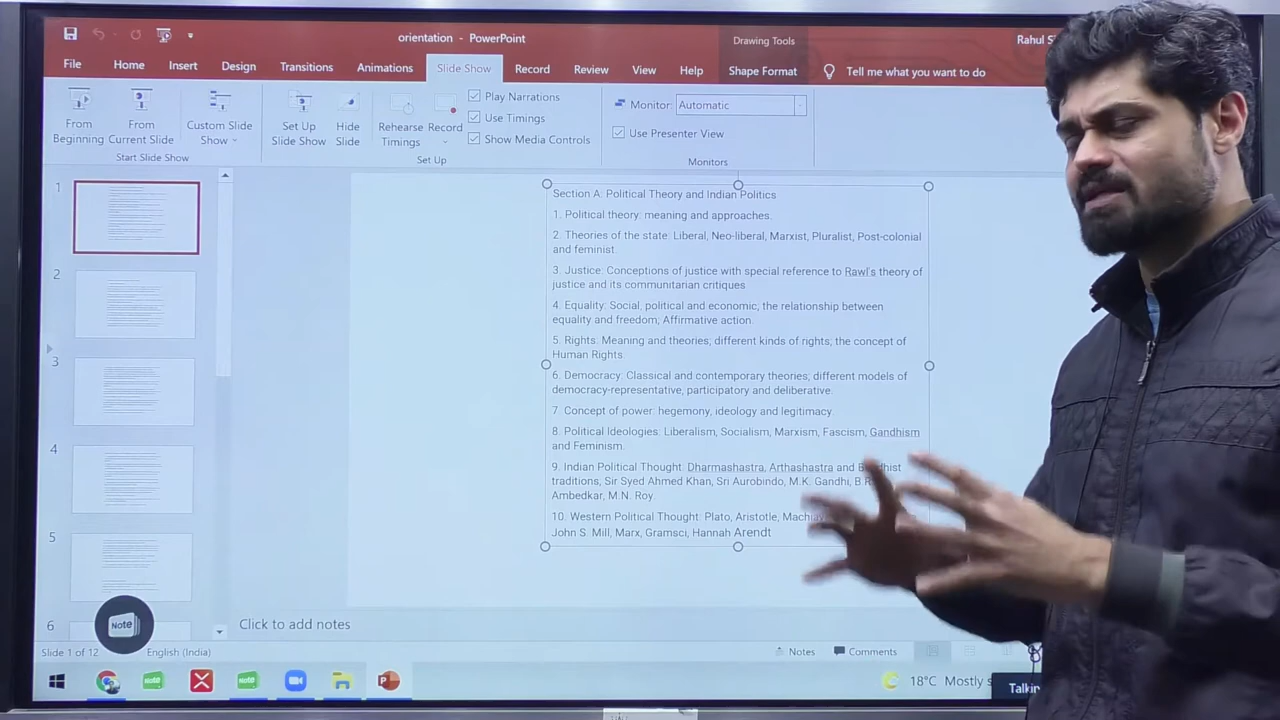 orientation - PowerPoint
Drawing Tools
Rahul
File Home Insert Design Transitions Animations Slide Show Record Review View Help Shape Format Tell me what you want to do
From Beginning
From Current Slide
Custom Slide Show
Start Slide Show
Set Up Slide Show
Hide Slide
Rehearse Timings
Record
Play Narrations
Use Timings
Show Media Controls
Set Up
Monitor: Automatic
Use Presenter View
Monitors
1
2
3
4
5
6
Section A: Political Theory and Indian Politics
1. Political theory: meaning and approaches.
2. Theories of the state: Liberal, Neo-liberal, Marxist, Pluralist, Post-colonial
and feminist.
3. Justice: Conceptions of justice with special reference to Rawl's theory of
justice and its communitarian critiques.
4. Equality: Social, political and economic; the relationship between
equality and freedom; Affirmative action.
5. Rights: Meaning and theories; different kinds of rights; the concept of
Human Rights.
6. Democracy: Classical and contemporary theories; different models of
democracy-representative, participatory and deliberative.
7. Concept of power: hegemony, ideology and legitimacy.
8. Political Ideologies: Liberalism, Socialism, Marxism, Fascism, Gandhism
and Feminism.
9. Indian Political Thought: Dharmashastra, Arthashastra and
traditions, Sir Syed Ahmed Khan, Sri Aurobindo, M.K. Gandhi,
Ambedkar, M.N. Roy.
10. Western Political Thought: Plato, Aristotle,
John S. Mill, Marx, Gramsci, Hannah Arendt
Note
Click to add notes
Slide 1 of 12 English (India)
Notes Comments
18°C Mostly